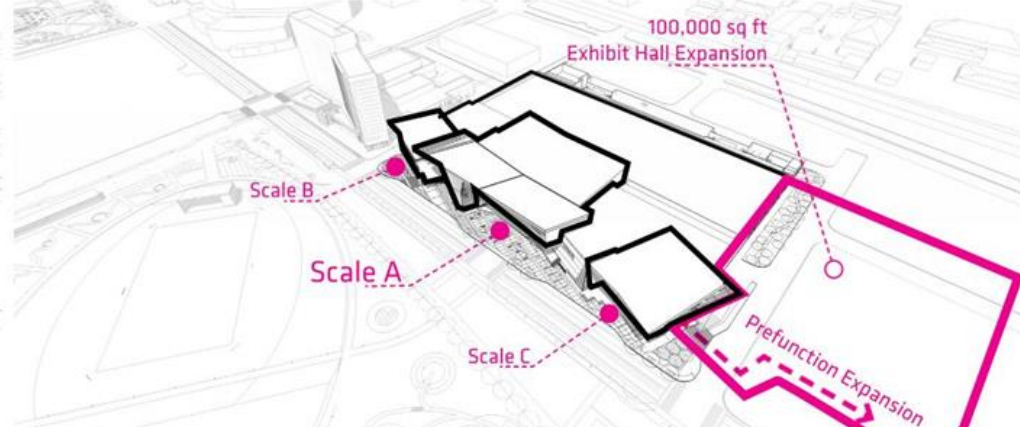 100,000 sq ft
Exhibit Hall Expansion
Scale B
Scale A
Scale C
Prefunction Expansion